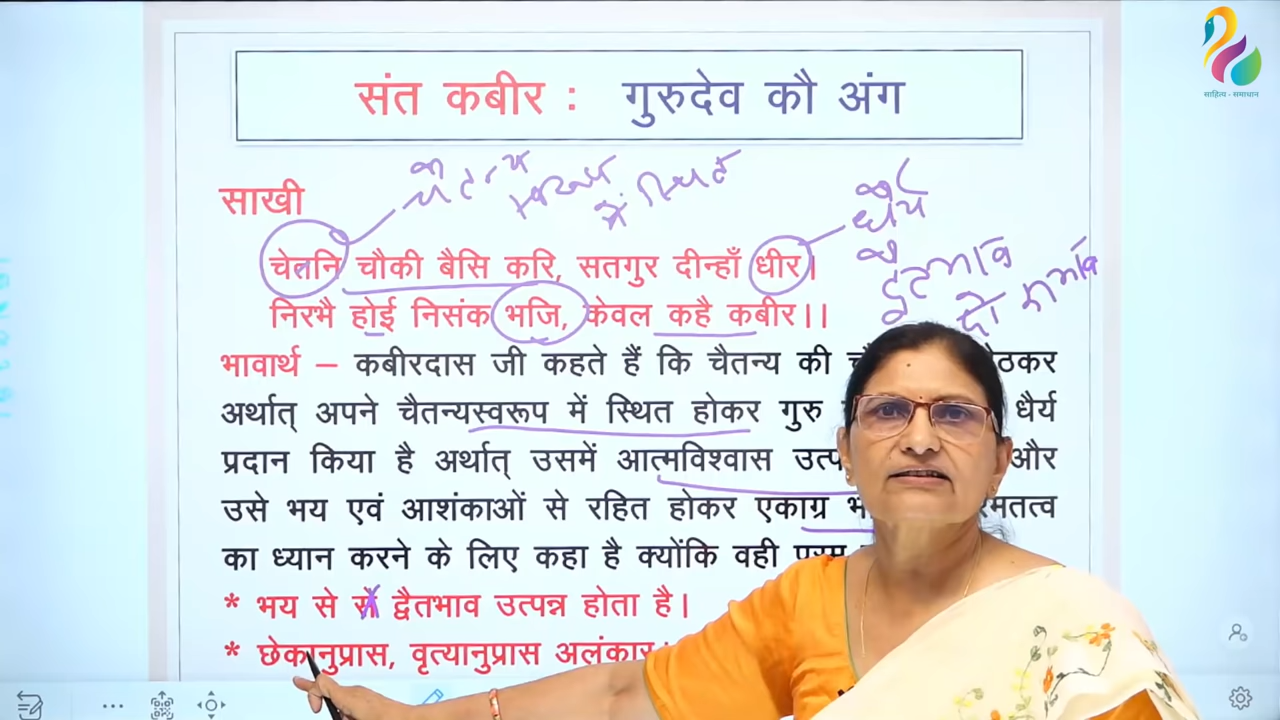 साहित्य - समाधान
संत कबीर : गुरुदेव कौ अंग
चैतन्य स्वरूप में स्थित
साखी
धैर्य
चेतनि चौकी बैसि करि, सतगुर दीन्हाँ धीर।
निरभै होई निसंक भजि, केवल कहै कबीर।।
भावार्थ – कबीरदास जी कहते हैं कि चैतन्य की
अर्थात् अपने चैतन्यस्वरूप में स्थित होकर गुरु धैर्य
प्रदान किया है अर्थात् उसमें आत्मविश्वास और
उसे भय एवं आशंकाओं से रहित होकर एकाग्र
का ध्यान करने के लिए कहा है क्योंकि वही परम
* भय से द्वैतभाव उत्पन्न होता है।
* छेकानुप्रास, वृत्यानुप्रास अलंकार।